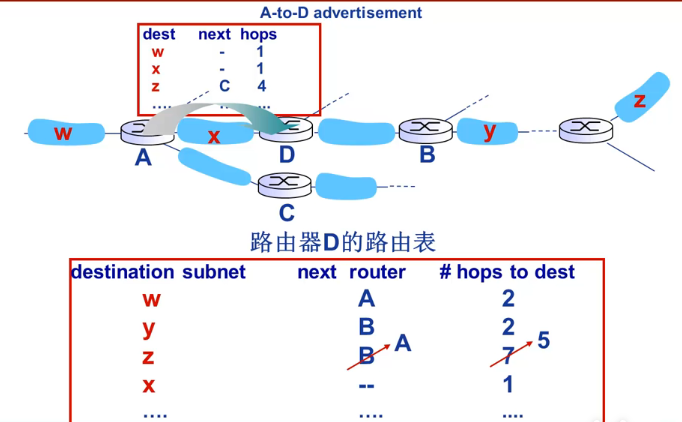 A-to-D advertisement
dest next hops
w - 1
x - 1
z C 4
.... ... ...
w A x D B y z
C
路由器D的路由表
destination subnet next router # hops to dest
w A 2
y B 2
z B A 7 5
x -- 1
.... .... ....